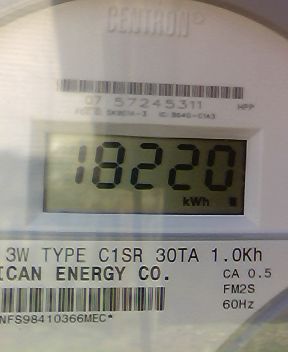 CENTRON®
07 57245311 HPP
18220
kWh
3W TYPE C1SR 30TA 1.0Kh
ICAN ENERGY CO. CA 0.5
FM2S
60Hz
NFS98410366MEC*